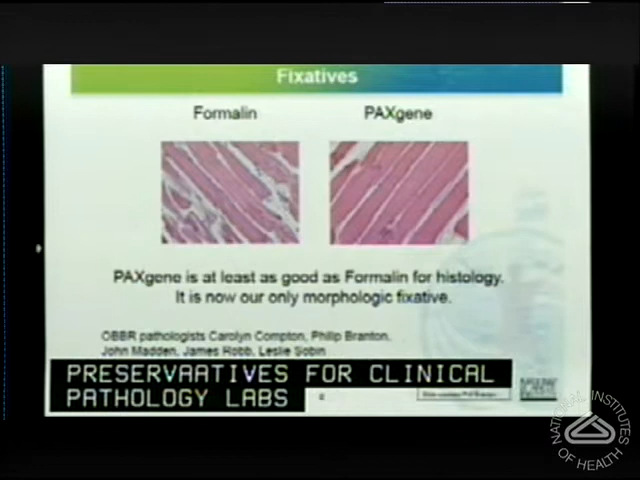 Fixatives
Formalin PAXgene
PAXgene is at least as good as Formalin for histology.
It is now our only morphologic fixative.
OBBR pathologists Carolyn Compton, Philip Branton,
John Madden, James Robb, Leslie Sobin
PRESERVAATIVES FOR CLINICAL
PATHOLOGY LABS
NATIONAL INSTITUTES
OF HEALTH